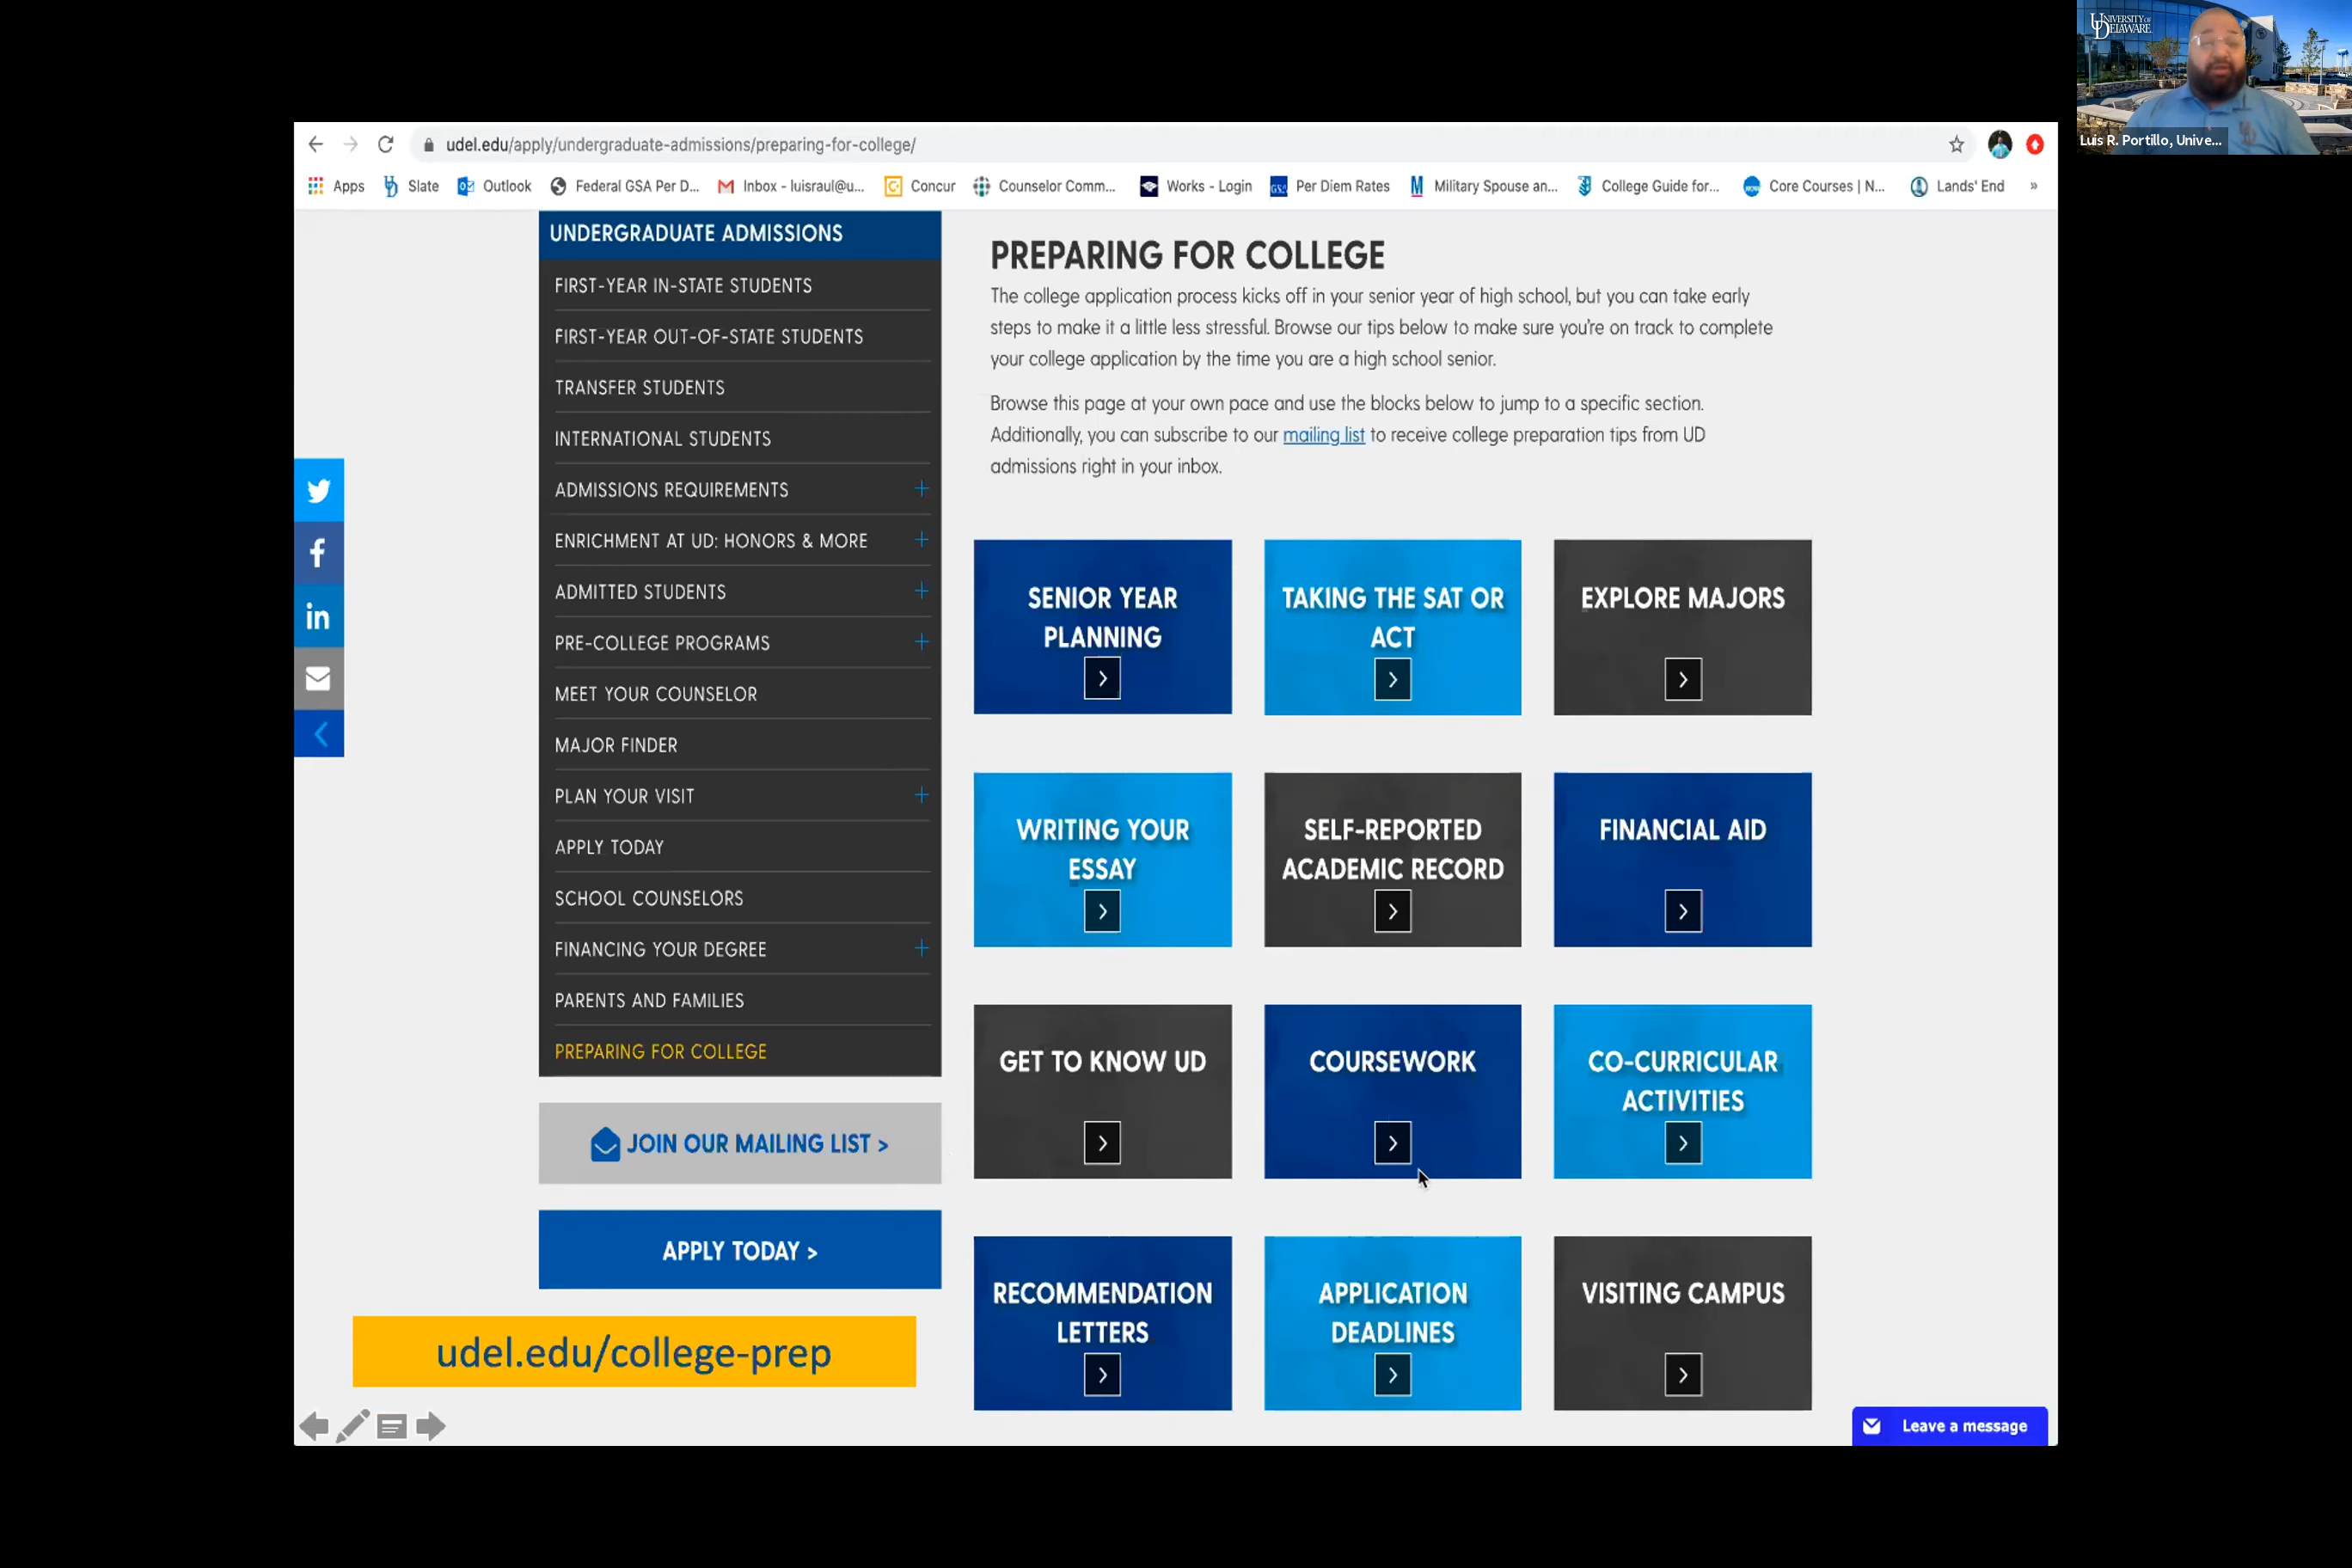 udel.edu/apply/undergraduate-admissions/preparing-for-college/
Apps
Slate
Outlook
Federal GSA Per D...
Inbox - luisraul@u...
Concur
Counselor Comm...
Works - Login
Per Diem Rates
Military Spouse an...
College Guide for...
Core Courses | N...
Lands' End
»
UNIVERSITY OF
DELAWARE
Luis R. Portillo, Unive...
UNDERGRADUATE ADMISSIONS
FIRST-YEAR IN-STATE STUDENTS
FIRST-YEAR OUT-OF-STATE STUDENTS
TRANSFER STUDENTS
INTERNATIONAL STUDENTS
ADMISSIONS REQUIREMENTS +
ENRICHMENT AT UD: HONORS & MORE +
ADMITTED STUDENTS +
PRE-COLLEGE PROGRAMS +
MEET YOUR COUNSELOR
MAJOR FINDER
PLAN YOUR VISIT +
APPLY TODAY
SCHOOL COUNSELORS
FINANCING YOUR DEGREE +
PARENTS AND FAMILIES
PREPARING FOR COLLEGE
JOIN OUR MAILING LIST >
APPLY TODAY >
udel.edu/college-prep
PREPARING FOR COLLEGE
The college application process kicks off in your senior year of high school, but you can take early
steps to make it a little less stressful. Browse our tips below to make sure you're on track to complete
your college application by the time you are a high school senior.
Browse this page at your own pace and use the blocks below to jump to a specific section.
Additionally, you can subscribe to our mailing list to receive college preparation tips from UD
admissions right in your inbox.
SENIOR YEAR
PLANNING
TAKING THE SAT OR
ACT
EXPLORE MAJORS
WRITING YOUR
ESSAY
SELF-REPORTED
ACADEMIC RECORD
FINANCIAL AID
GET TO KNOW UD
COURSEWORK
CO-CURRICULAR
ACTIVITIES
RECOMMENDATION
LETTERS
APPLICATION
DEADLINES
VISITING CAMPUS
Leave a message